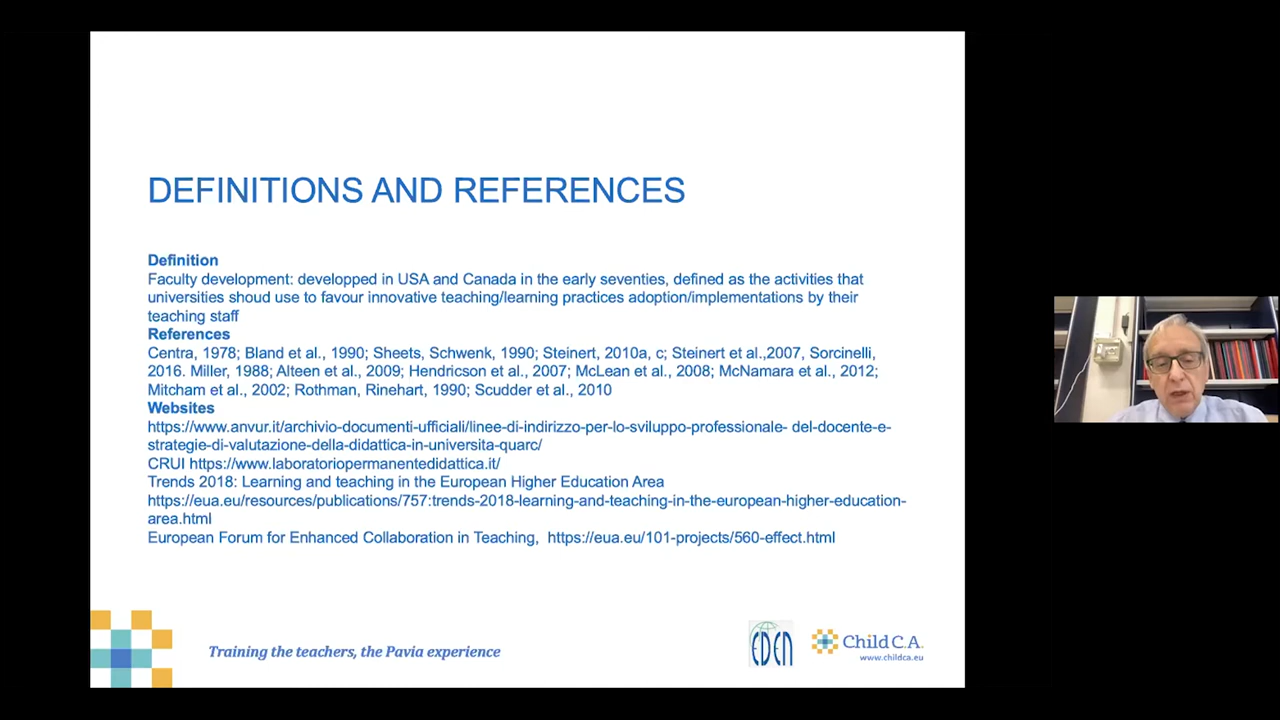 DEFINITIONS AND REFERENCES
Definition
Faculty development: developped in USA and Canada in the early seventies, defined as the activities that
universities shoud use to favour innovative teaching/learning practices adoption/implementations by their
teaching staff
References
Centra, 1978; Bland et al., 1990; Sheets, Schwenk, 1990; Steinert, 2010a, c; Steinert et al.,2007, Sorcinelli,
2016. Miller, 1988; Alteen et al., 2009; Hendricson et al., 2007; McLean et al., 2008; McNamara et al., 2012;
Mitcham et al., 2002; Rothman, Rinehart, 1990; Scudder et al., 2010
Websites
https://www.anvur.it/archivio-documenti-ufficiali/linee-di-indirizzo-per-lo-sviluppo-professionale- del-docente-e-
strategie-di-valutazione-della-didattica-in-universita-quarc/
CRUI https://www.laboratoriopermanentedidattica.it/
Trends 2018: Learning and teaching in the European Higher Education Area
https://eua.eu/resources/publications/757:trends-2018-learning-and-teaching-in-the-european-higher-education-
area.html
European Forum for Enhanced Collaboration in Teaching, https://eua.eu/101-projects/560-effect.html
Training the teachers, the Pavia experience
EDEN
Child C.A.
www.childca.eu